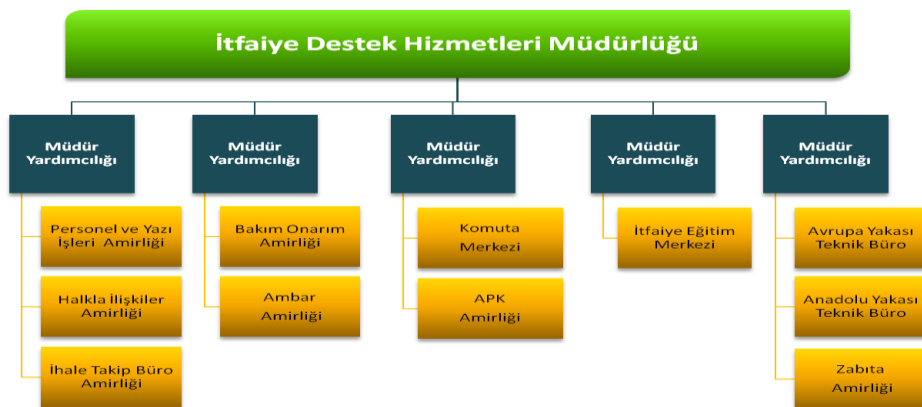 İtfaiye Destek Hizmetleri Müdürlüğü
Müdür
Yardımcılığı
Personel ve Yazı
İşleri Amirliği
Halkla İlişkiler
Amirliği
İhale Takip Büro
Amirliği
Müdür
Yardımcılığı
Bakım Onarım
Amirliği
Ambar
Amirliği
Müdür
Yardımcılığı
Komuta
Merkezi
APK
Amirliği
Müdür
Yardımcılığı
İtfaiye Eğitim
Merkezi
Müdür
Yardımcılığı
Avrupa Yakası
Teknik Büro
Anadolu Yakası
Teknik Büro
Zabıta
Amirliği